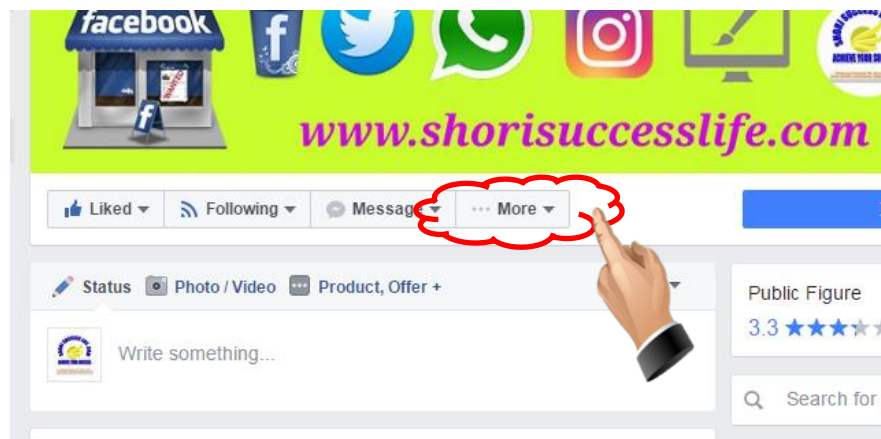 facebook
WANTED
www.shorisuccesslife.com
Liked
Following
Message
More
Status
Photo / Video
Product, Offer +
Write something...
Public Figure
3.3
Search for